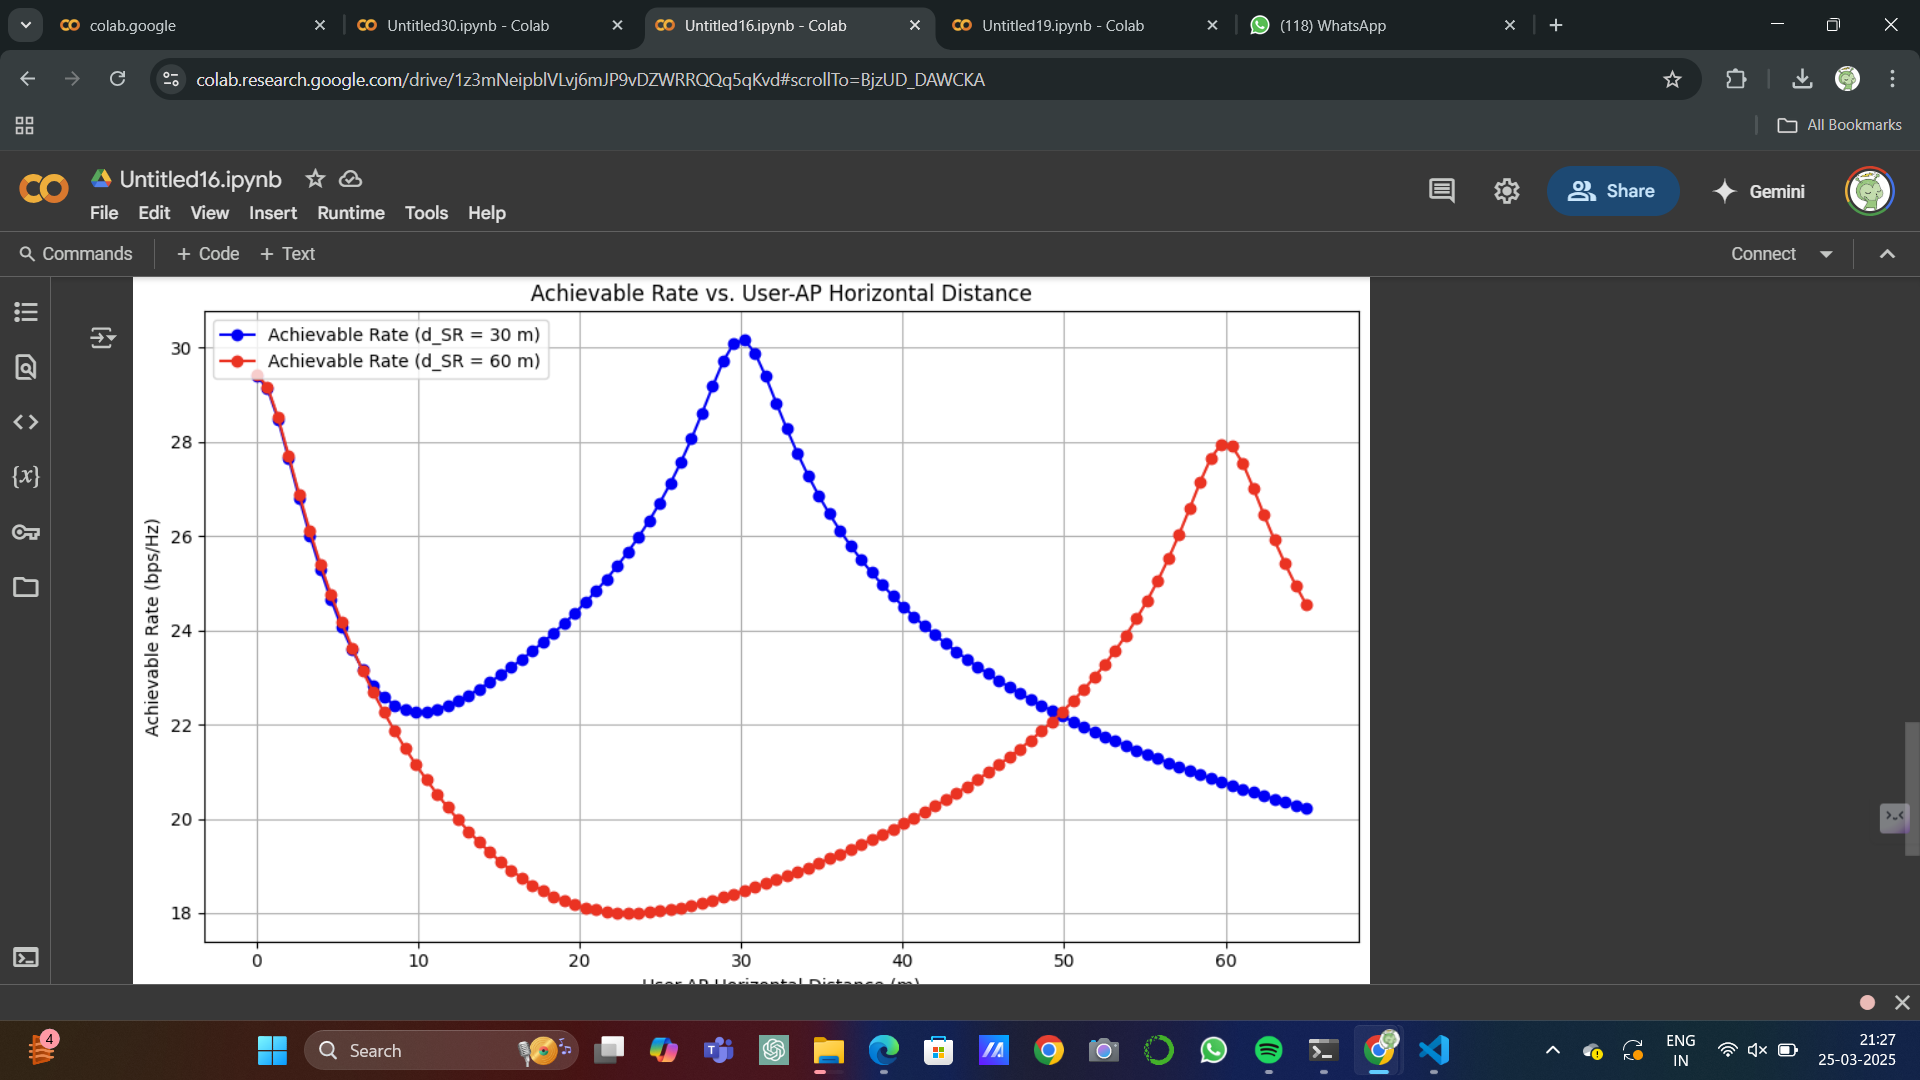 colab.google
Untitled30.ipynb - Colab
Untitled16.ipynb - Colab
Untitled19.ipynb - Colab
(118) WhatsApp
colab.research.google.com/drive/1z3mNeipblVLvj6mJP9vDZWRRQQq5qKvd#scrollTo=BjzUD_DAWCKA
All Bookmarks
Untitled16.ipynb
File Edit View Insert Runtime Tools Help
Share
Gemini
Commands + Code + Text
Connect
Achievable Rate vs. User-AP Horizontal Distance
Achievable Rate (d_SR = 30 m)
Achievable Rate (d_SR = 60 m)
Achievable Rate (bps/Hz)
30
28
26
24
22
20
18
0 10 20 30 40 50 60
User-AP Horizontal Distance (m)
4
Search
ENG
IN
21:27
25-03-2025